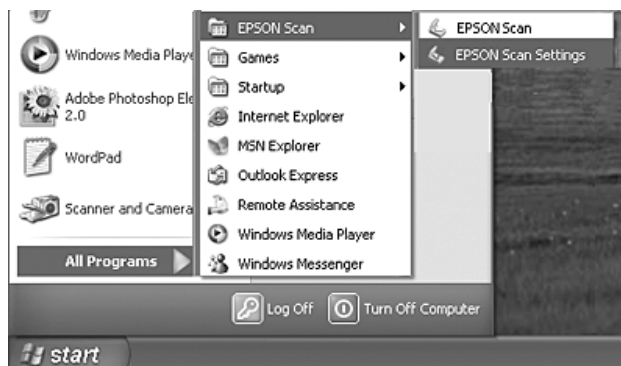 Windows Media Playe
Adobe Photoshop Ele
2.0
WordPad
Scanner and Camera
All Programs
EPSON Scan
Games
Startup
Internet Explorer
MSN Explorer
Outlook Express
Remote Assistance
Windows Media Player
Windows Messenger
EPSON Scan
EPSON Scan Settings
Log Off
Turn Off Computer
start